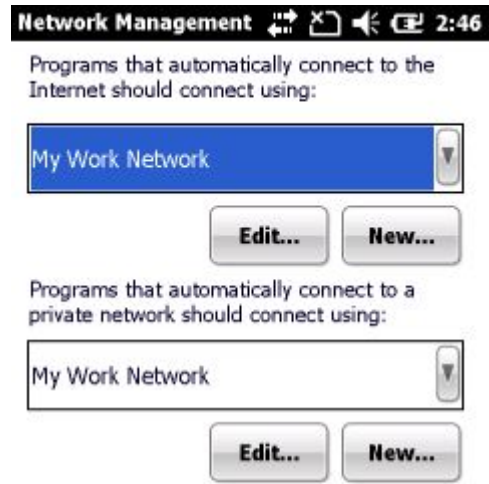 Network Management 2:46
Programs that automatically connect to the
Internet should connect using:
My Work Network
Edit... New...
Programs that automatically connect to a
private network should connect using:
My Work Network
Edit... New...